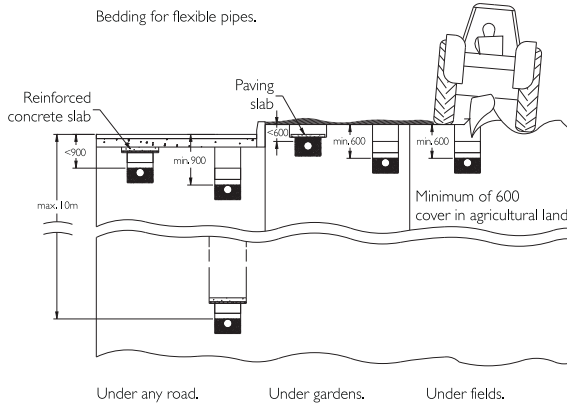 Bedding for flexible pipes.
Reinforced
concrete slab
Paving
slab
<900
min.900
<600
min.600
min.600
max.10m
Minimum of 600
cover in agricultural land
Under any road.
Under gardens.
Under fields.